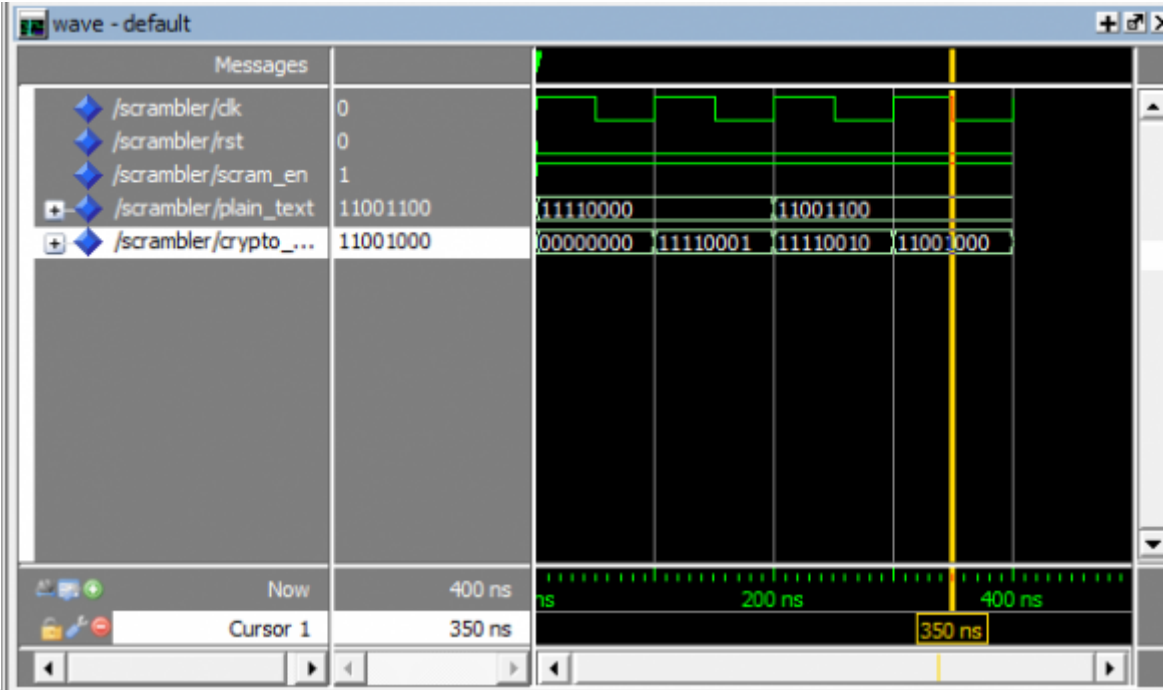 wave - default
Messages
/scrambler/clk 0
/scrambler/rst 0
/scrambler/scram_en 1
/scrambler/plain_text 11001100 11110000 11001100
/scrambler/crypto_... 11001000 00000000 11110001 11110010 11001000
Now 400 ns ns 200 ns 400 ns
Cursor 1 350 ns 350 ns